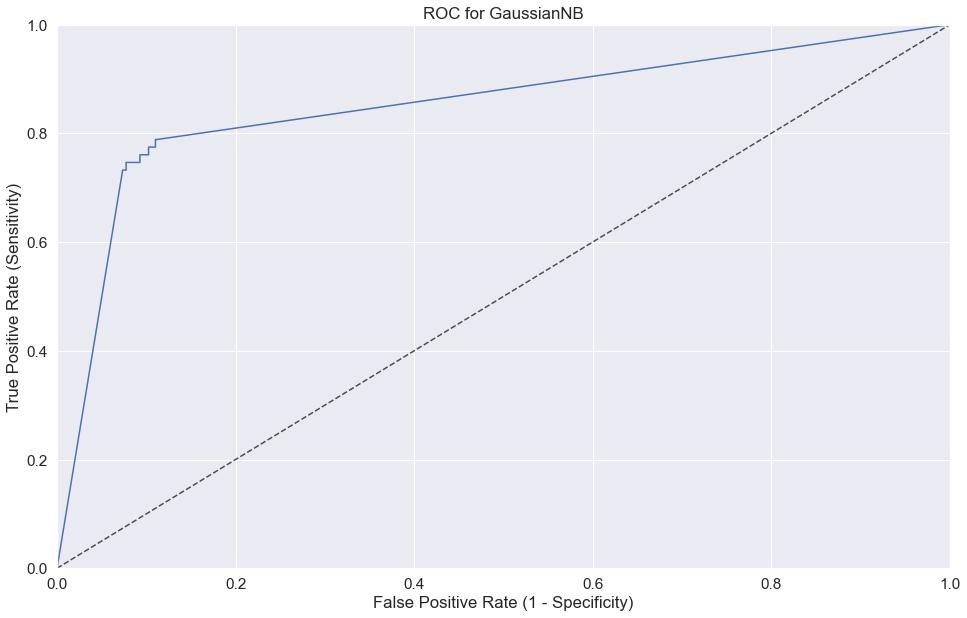 ROC for GaussianNB
1.0
0.8
0.6
0.4
0.2
0.0
True Positive Rate (Sensitivity)
0.0 0.2 0.4 0.6 0.8 1.0
False Positive Rate (1 - Specificity)